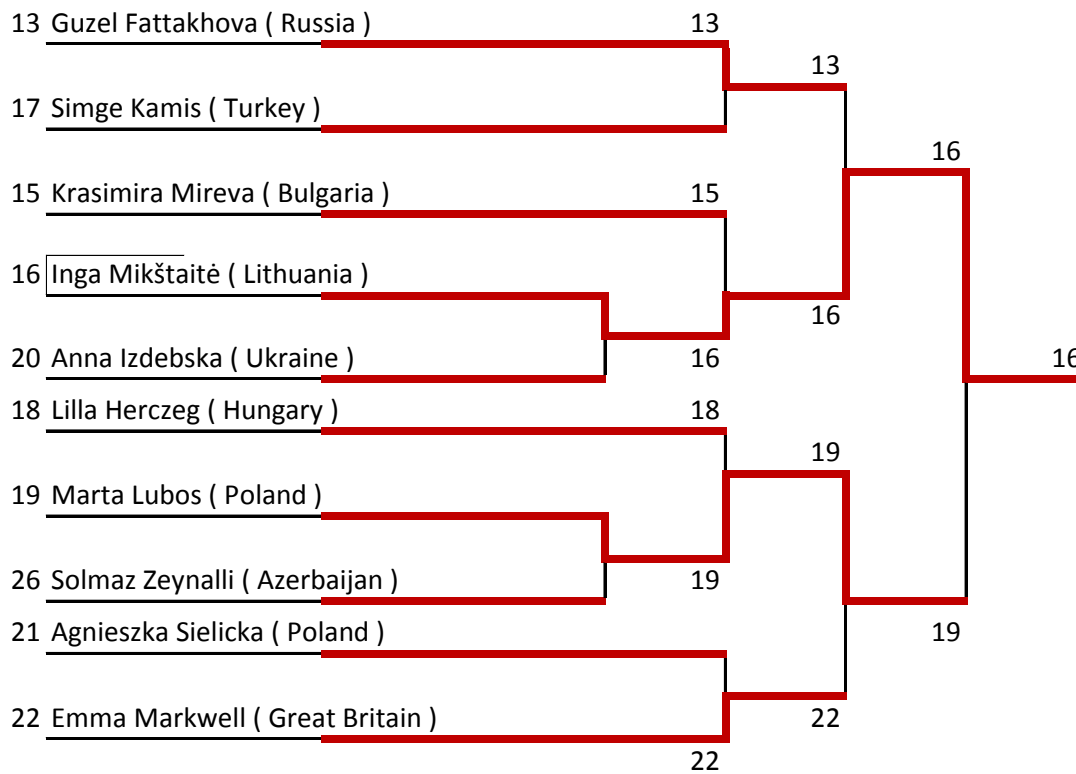 13 Guzel Fattakhova ( Russia ) 13
13
17 Simge Kamis ( Turkey )
16
15 Krasimira Mireva ( Bulgaria ) 15
16 Inga Mikštaitė ( Lithuania )
16
20 Anna Izdebska ( Ukraine ) 16 16
18 Lilla Herczeg ( Hungary ) 18
19
19 Marta Lubos ( Poland )
26 Solmaz Zeynalli ( Azerbaijan ) 19
21 Agnieszka Sielicka ( Poland ) 19
22 Emma Markwell ( Great Britain ) 22
22